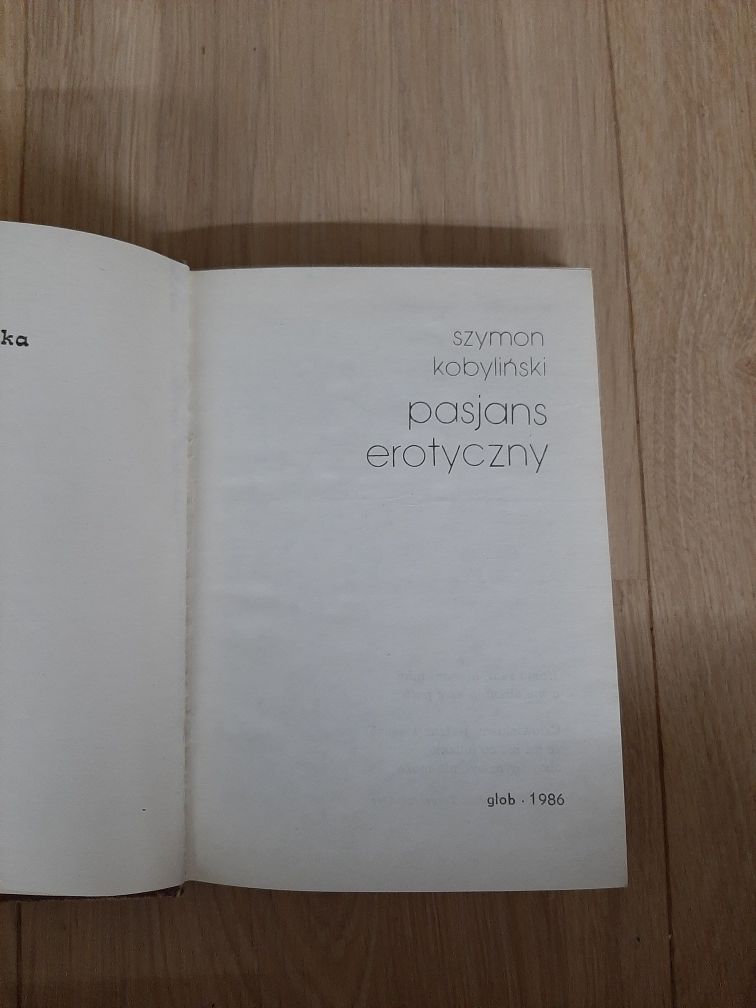 ka
szymon
kobyliński
pasjans
erotyczny
glob · 1986